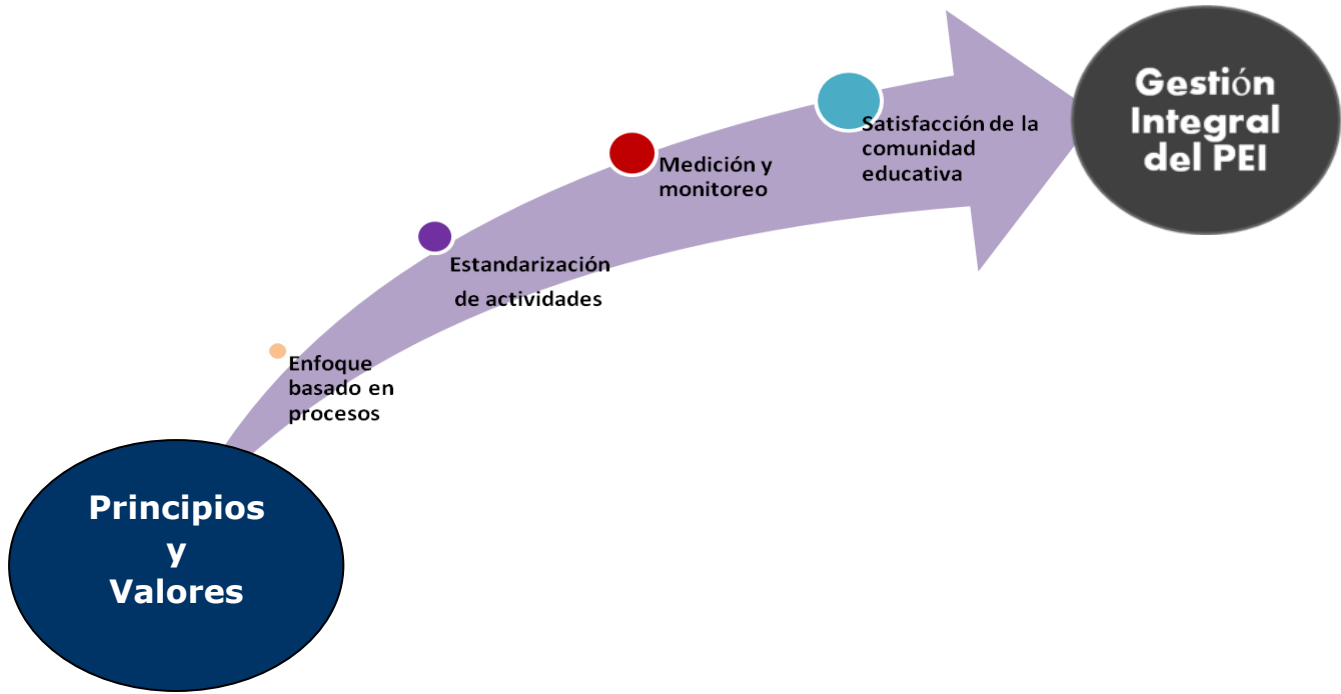 Gestión
Integral
del PEI
Satisfacción de la
comunidad
educativa
Medición y
monitoreo
Estandarización
de actividades
Enfoque
basado en
procesos
Principios
y
Valores